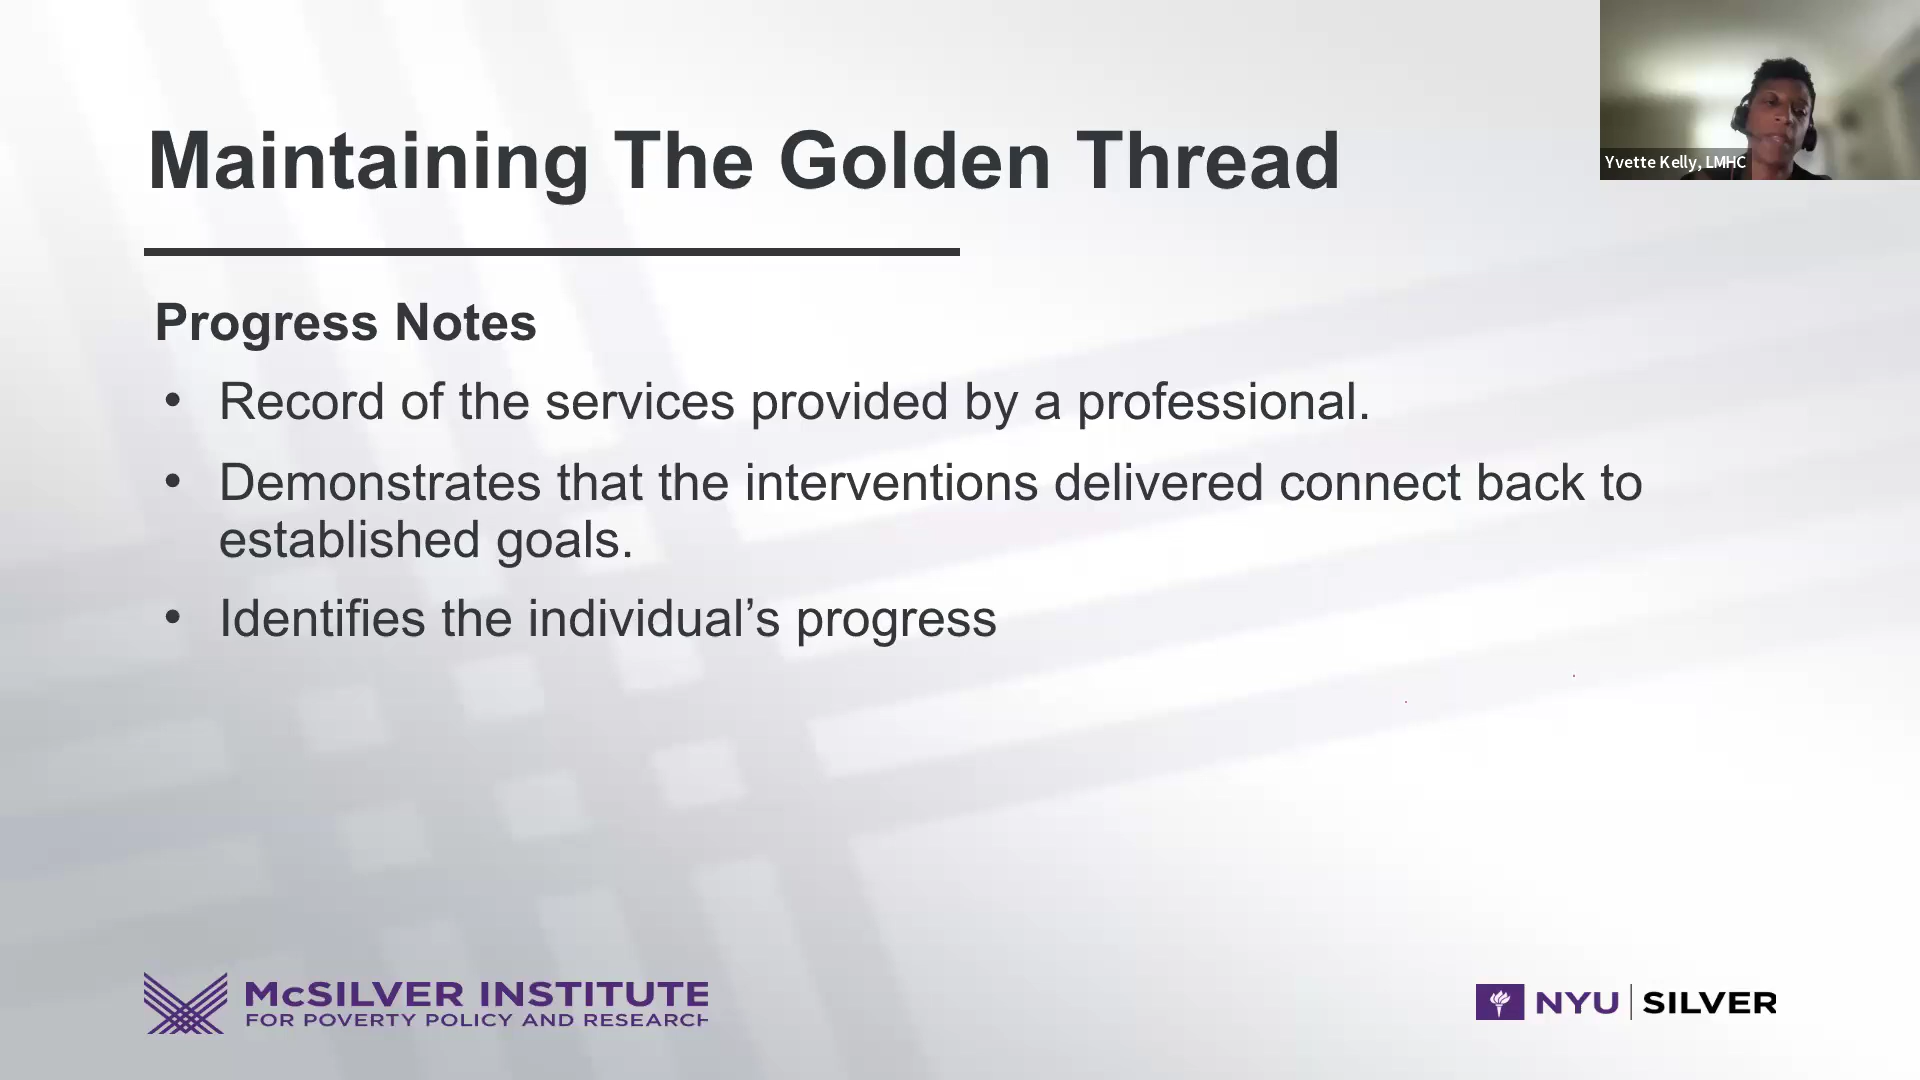 Maintaining The Golden Thread
Yvette Kelly, LMHC
Progress Notes
• Record of the services provided by a professional.
• Demonstrates that the interventions delivered connect back to
established goals.
• Identifies the individual’s progress
McSILVER INSTITUTE
FOR POVERTY POLICY AND RESEARCH
NYU SILVER